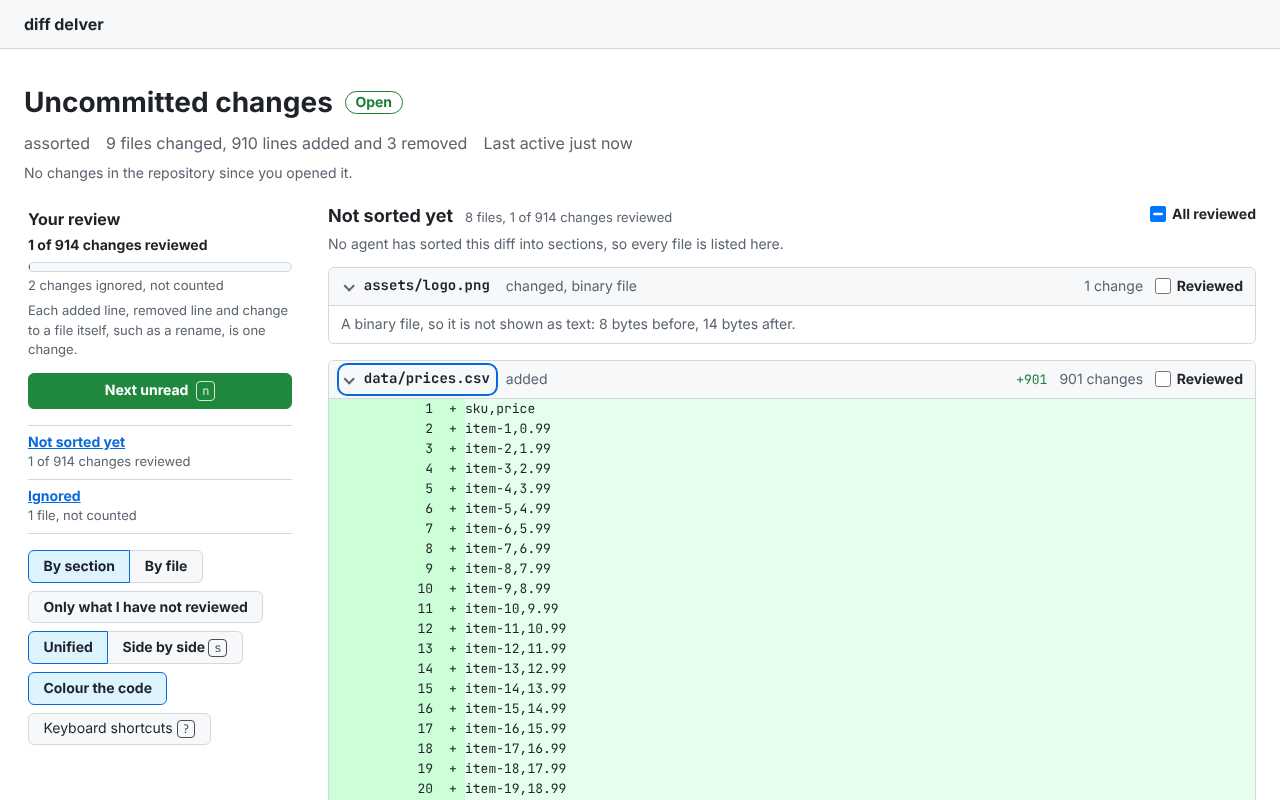 diff delver
Uncommitted changes Open
assorted 9 files changed, 910 lines added and 3 removed Last active just now
No changes in the repository since you opened it.
Your review
1 of 914 changes reviewed
2 changes ignored, not counted
Each added line, removed line and change
to a file itself, such as a rename, is one
change.
Next unread n
Not sorted yet
1 of 914 changes reviewed
Ignored
1 file, not counted
By section By file
Only what I have not reviewed
Unified Side by side s
Colour the code
Keyboard shortcuts ?
Not sorted yet 8 files, 1 of 914 changes reviewed All reviewed
No agent has sorted this diff into sections, so every file is listed here.
assets/logo.png changed, binary file 1 change Reviewed
A binary file, so it is not shown as text: 8 bytes before, 14 bytes after.
data/prices.csv added +901 901 changes Reviewed
1 + sku,price
2 + item-1,0.99
3 + item-2,1.99
4 + item-3,2.99
5 + item-4,3.99
6 + item-5,4.99
7 + item-6,5.99
8 + item-7,6.99
9 + item-8,7.99
10 + item-9,8.99
11 + item-10,9.99
12 + item-11,10.99
13 + item-12,11.99
14 + item-13,12.99
15 + item-14,13.99
16 + item-15,14.99
17 + item-16,15.99
18 + item-17,16.99
19 + item-18,17.99
20 + item-19,18.99